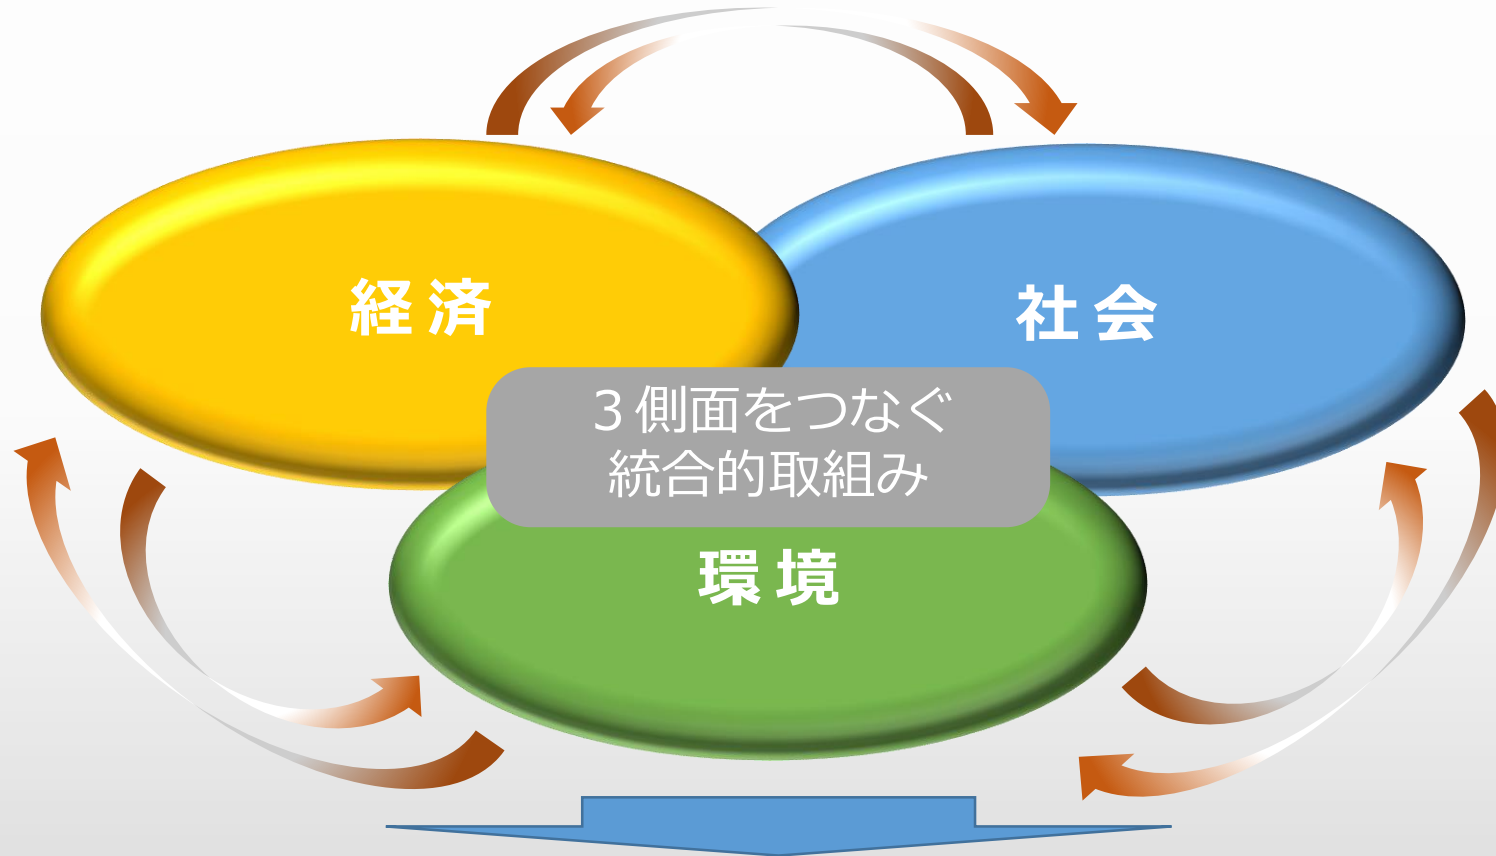 経済
社会
３側面をつなぐ
統合的取組み
環境